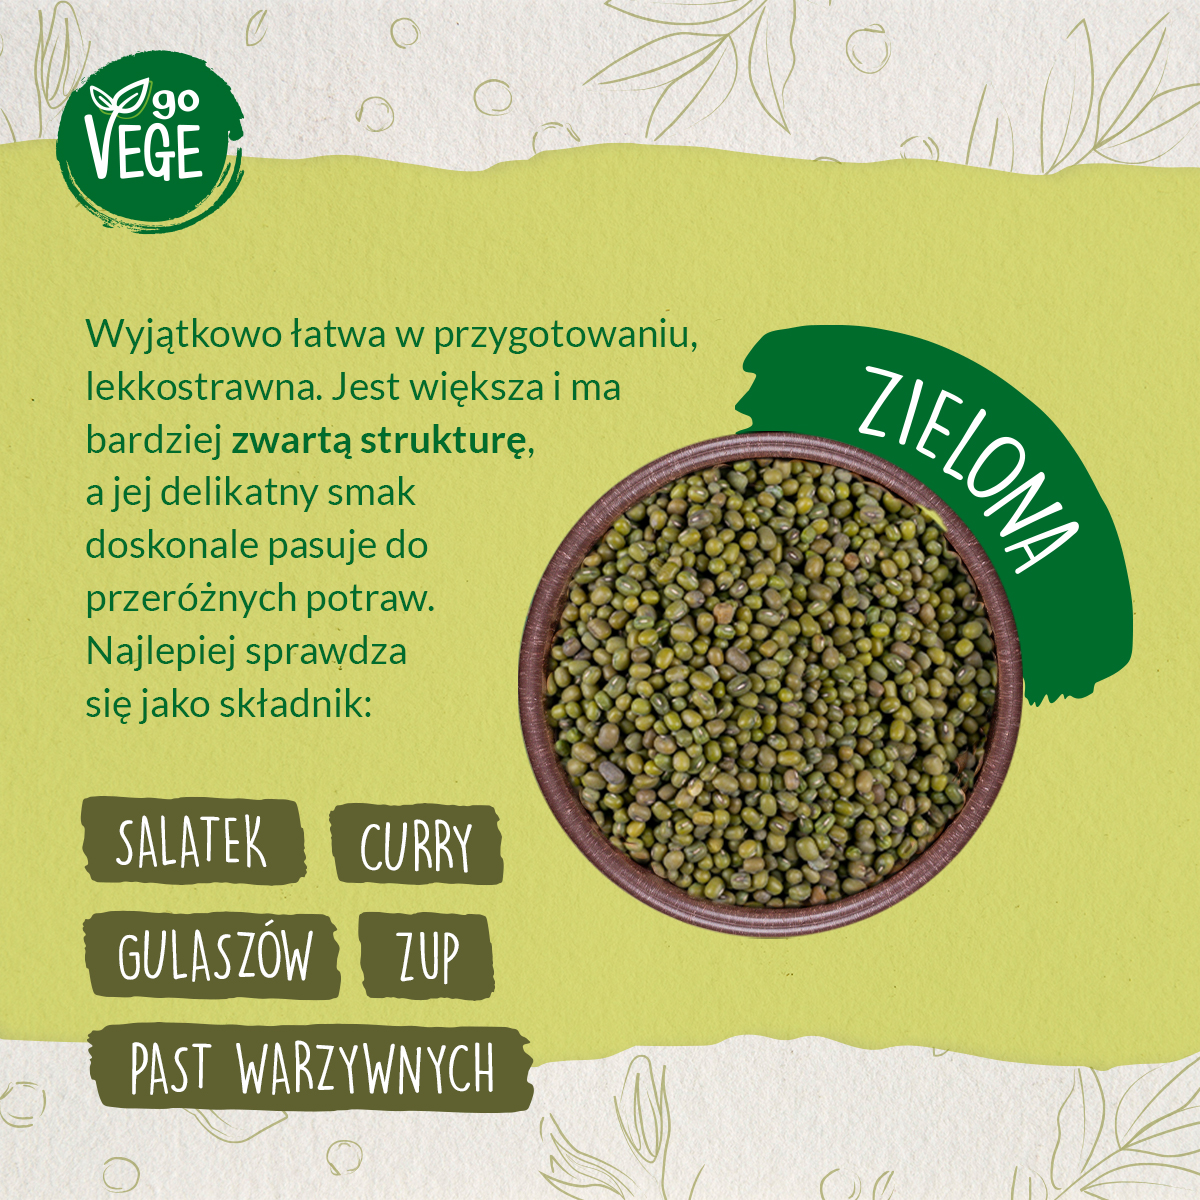 go
VEGE
Wyjątkowo łatwa w przygotowaniu,
lekkostrawna. Jest większa i ma
bardziej zwartą strukturę,
a jej delikatny smak
doskonale pasuje do
przeróżnych potraw.
Najlepiej sprawdza
się jako składnik:
ZIELONA
SALATEK
CURRY
GULASZÓW
ZUP
PAST WARZYWNYCH